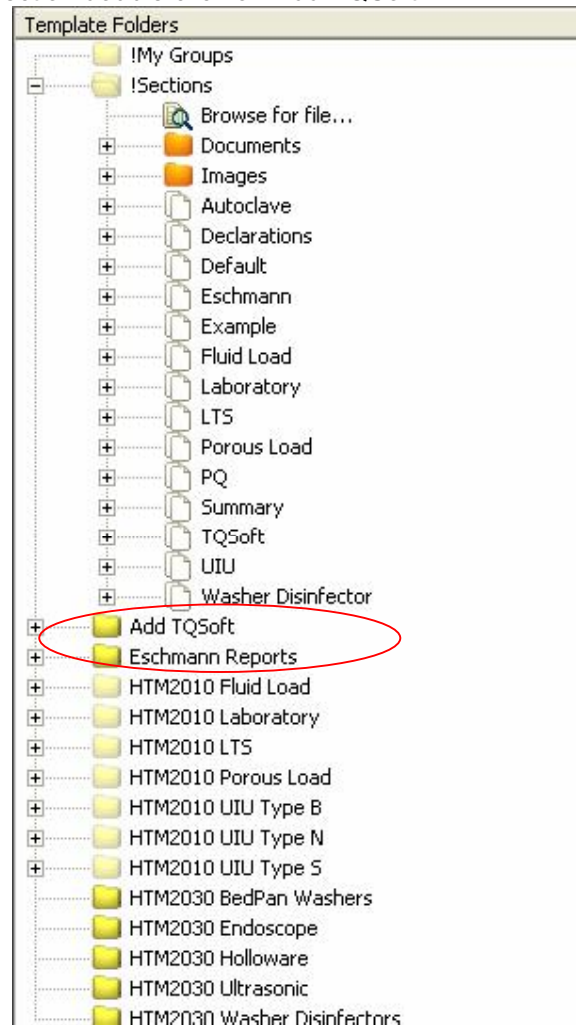 Template Folders
!My Groups
!Sections
Browse for file...
Documents
Images
Autoclave
Declarations
Default
Eschmann
Example
Fluid Load
Laboratory
LTS
Porous Load
PQ
Summary
TQSoft
UIU
Washer Disinfector
Add TQSoft
Eschmann Reports
HTM2010 Fluid Load
HTM2010 Laboratory
HTM2010 LTS
HTM2010 Porous Load
HTM2010 UIU Type B
HTM2010 UIU Type N
HTM2010 UIU Type S
HTM2030 BedPan Washers
HTM2030 Endoscope
HTM2030 Holloware
HTM2030 Ultrasonic
HTM2030 Washer Disinfectors